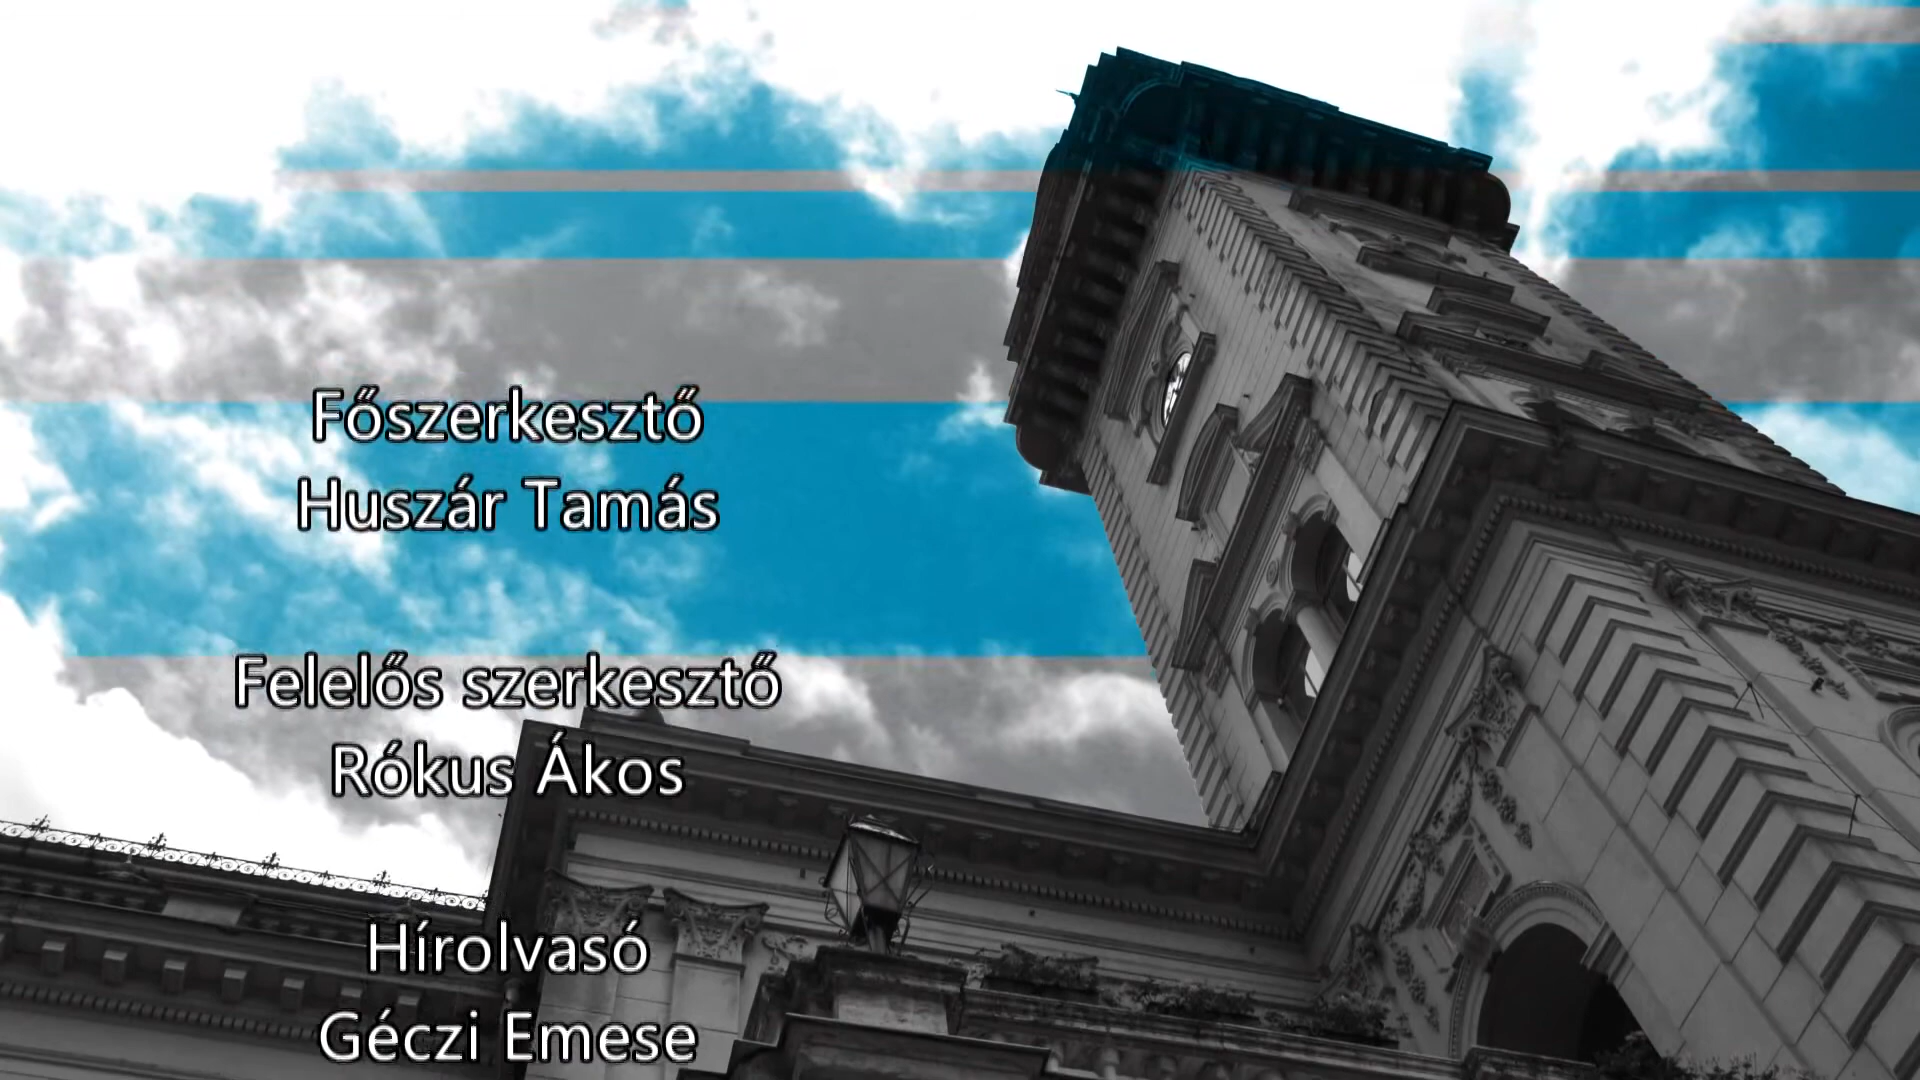 Főszerkesztő
Huszár Tamás
Felelős szerkesztő
Rókus Ákos
Hírolvasó
Géczi Emese